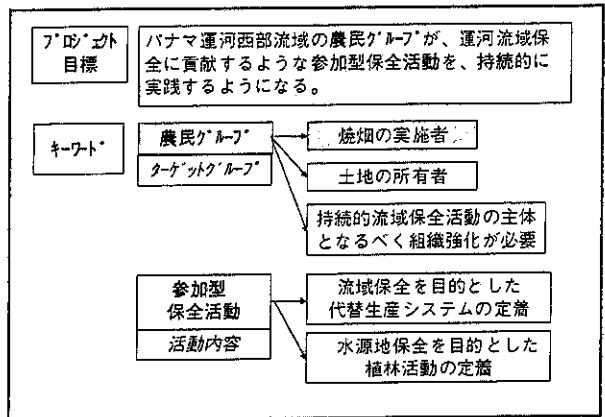 プロジェクト
目標
パナマ運河西部流域の農民グループが、運河流域保
全に貢献するような参加型保全活動を、持続的に
実践するようになる。
キーワード
農民グループ
ターゲットグループ
焼畑の実施者
土地の所有者
持続的流域保全活動の主体
となるべく組織強化が必要
参加型
保全活動
活動内容
流域保全を目的とした
代替生産システムの定着
水源地保全を目的とした
植林活動の定着